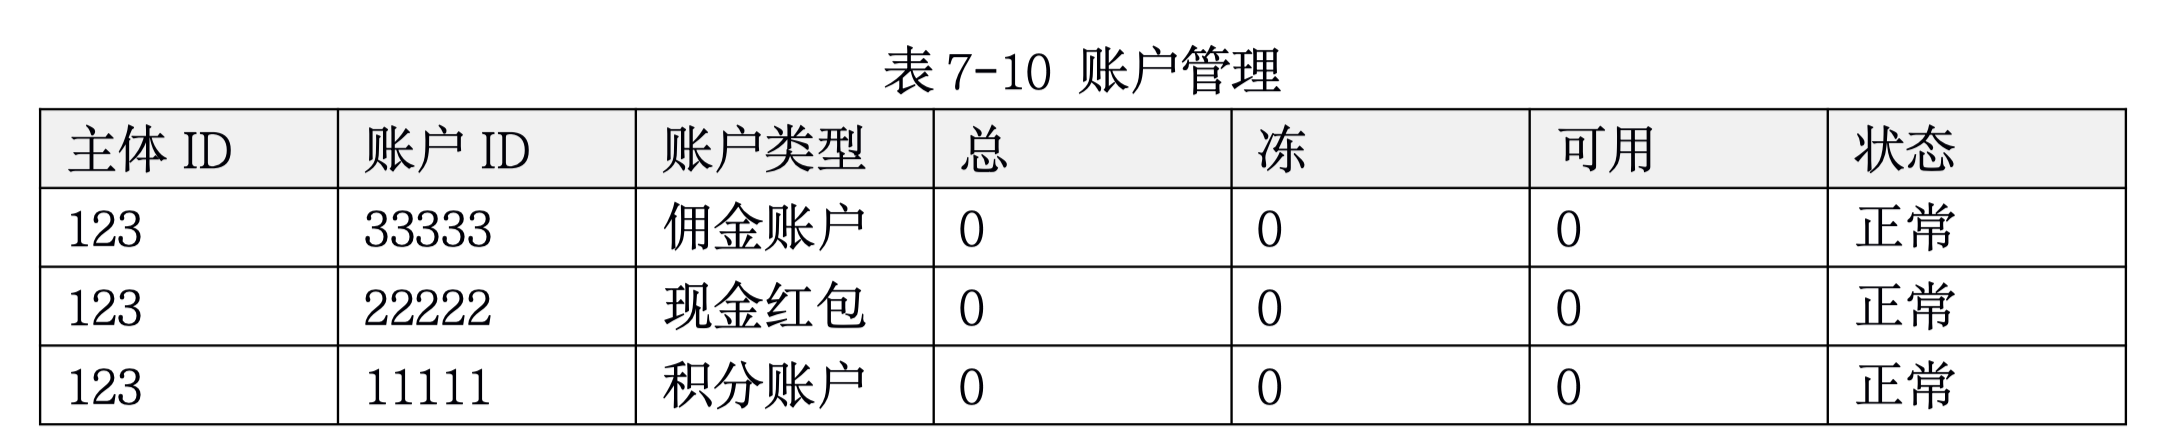 表 7-10 账户管理
主体 ID 账户 ID 账户类型 总 冻 可用 状态
123 33333 佣金账户 0 0 0 正常
123 22222 现金红包 0 0 0 正常
123 11111 积分账户 0 0 0 正常